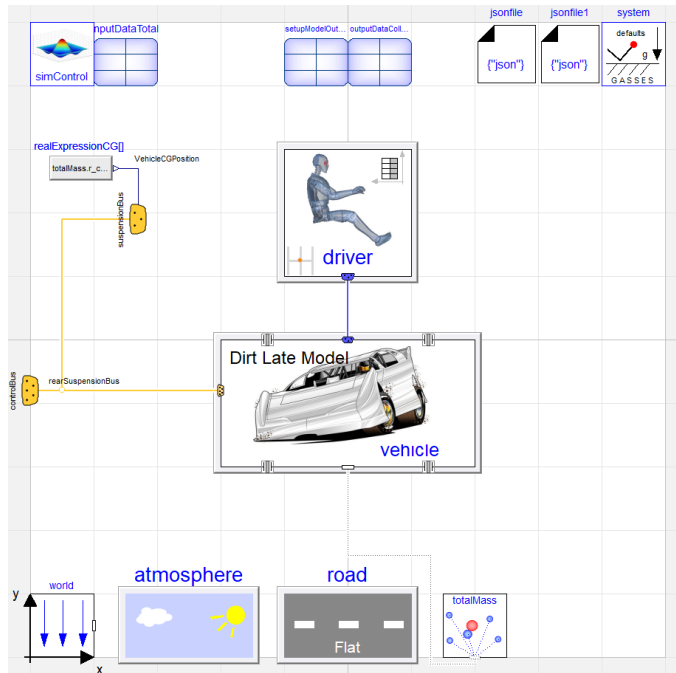 jsonfile
jsonfile1
system
nputDataTotal
setupModelOut...
outputDataColl...
defaults
g
{"json"}
{"json"}
simControl
GASSES
realExpressionCG[]
VehicleCGPosition
totalMass.r_c...
suspensionBus
driver
Dirt Late Model
rearSuspensionBus
controlBus
vehicle
atmosphere
road
world
totalMass
y
Flat
x